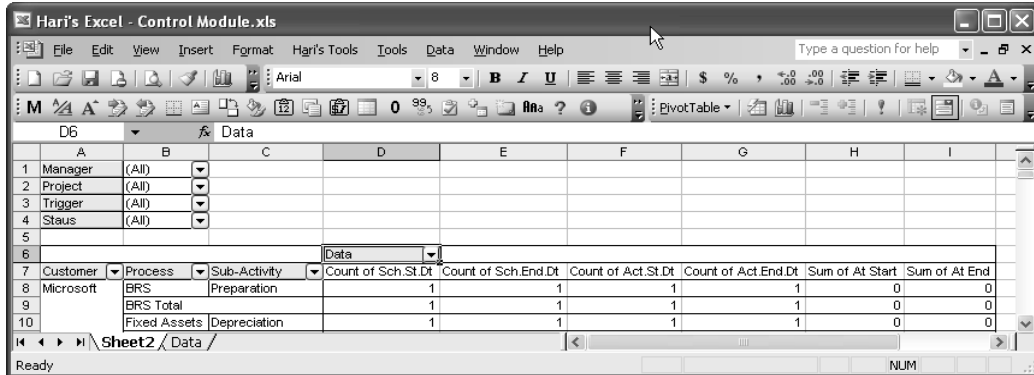 Hari's Excel - Control Module.xls
File Edit View Insert Format Hari's Tools Tools Data Window Help Type a question for help
Arial 8 B I U $ % ,
M 0 ? PivotTable
D6 fx Data
A B C D E F G H I
1 Manager (All)
2 Project (All)
3 Trigger (All)
4 Staus (All)
5
6 Data
7 Customer Process Sub-Activity Count of Sch.St.Dt Count of Sch.End.Dt Count of Act.St.Dt Count of Act.End.Dt Sum of At Start Sum of At End
8 Microsoft BRS Preparation 1 1 1 1 0 0
9 BRS Total 1 1 1 1 0 0
10 Fixed Assets Depreciation 1 1 1 1 0 0
Sheet2 Data
Ready NUM